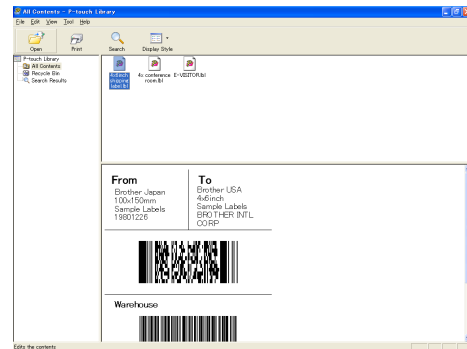 All Contents - P-touch Library
File Edit View Tool Help
Open Print Search Display Style
P-touch Library
All Contents
Recycle Bin
Search Results
4x6inch shipping label.lbl
4x conference room.lbl
E-VISITOR.lbl
From
Brother Japan
100x150mm
Sample Labels
19801226
To
Brother USA
4x6inch
Sample Labels
BROTHER INTL
CORP
Warehouse
Edits the contents